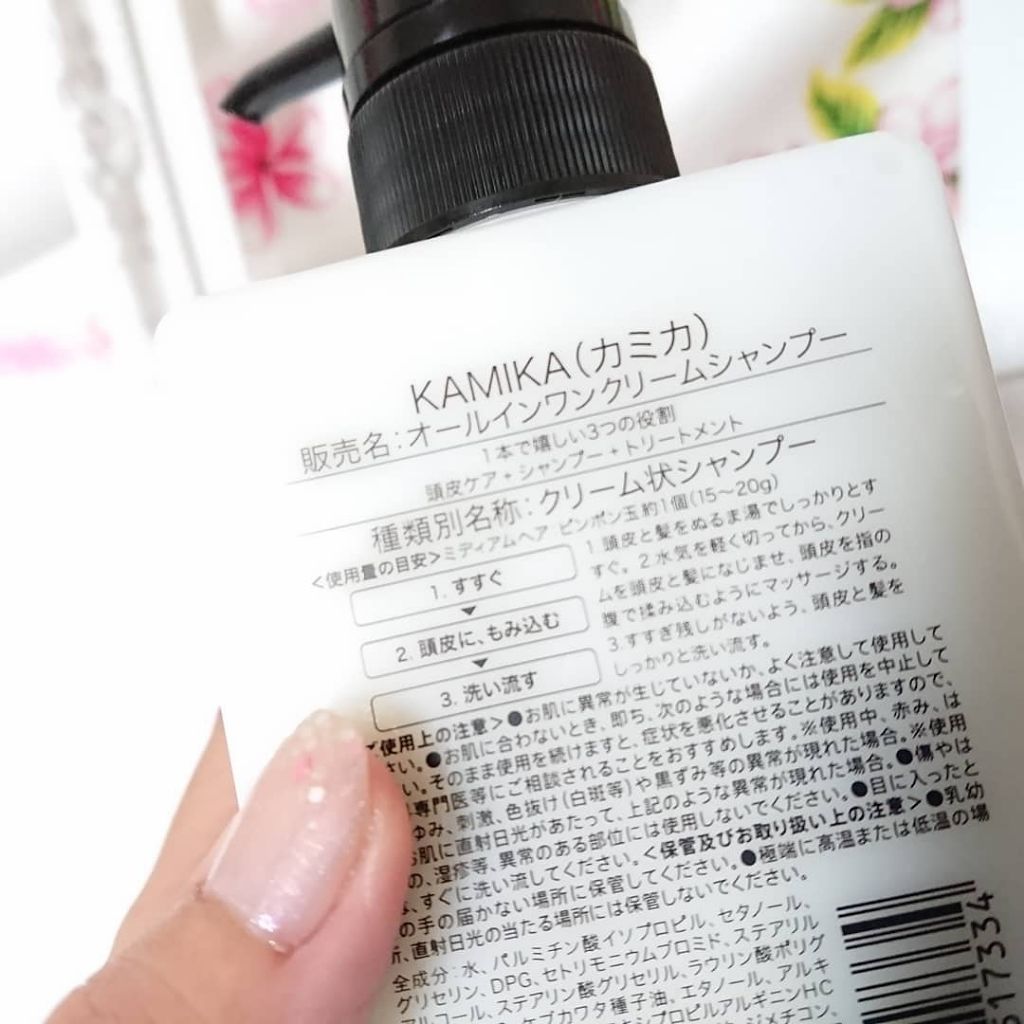 KAMIKA(カミカ)
販売名:オールインワンクリームシャンプー
1本で嬉しい3つの役割
頭皮ケア+シャンプー+トリートメント
種類別名称:クリーム状シャンプー
<使用量の目安>ミディアムヘア ピンポン玉約1個(15〜20g)
1.すすぐ
2.頭皮に、もみ込む
3.洗い流す
1.頭皮と髪をぬるま湯でしっかりとす
すぐ。2.水気を軽く切ってから、クリー
ムを頭皮と髪になじませ、頭皮を指の
腹で揉み込むようにマッサージする。
3.すすぎ残しがないよう、頭皮と髪を
しっかりと洗い流す。
ご使用上の注意>●お肌に異常が生じていないか、よく注意して使用して
さい。●お肌に合わないとき、即ち、次のような場合には使用を中止して
い。そのまま使用を続けますと、症状を悪化させることがありますので、
専門医等にご相談されることをおすすめします。※使用中、赤み、は
ゆみ、刺激、色抜け(白斑等)や黒ずみ等の異常が現れた場合。※使用
お肌に直射日光があたって、上記のような異常が現れた場合。●傷やは
の、湿疹等、異常のある部位には使用しないでください。●目に入ったと
は、すぐに洗い流してください。<保管及びお取り扱い上の注意>●乳幼
の手の届かない場所に保管してください。●極端に高温または低温の場
所、直射日光の当たる場所には保管しないでください。
全成分:水、パルミチン酸イソプロピル、セタノール、
グリセリン、DPG、セトリモニウムブロミド、ステアリル
アルコール、ステアリン酸グリセリル、ラウリン酸ポリグ
クプカワタ種子油、エタノール、アルキ
シプロピルアルギニンHC
ジメチコン、
517334